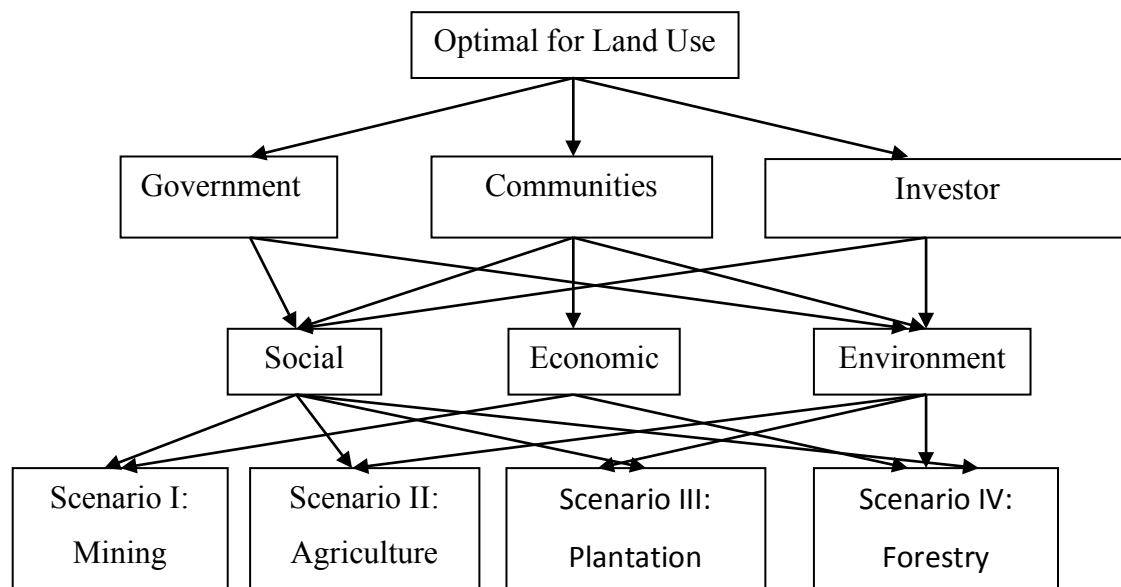 Optimal for Land Use
Government
Communities
Investor
Social
Economic
Environment
Scenario I:
Mining
Scenario II:
Agriculture
Scenario III:
Plantation
Scenario IV:
Forestry